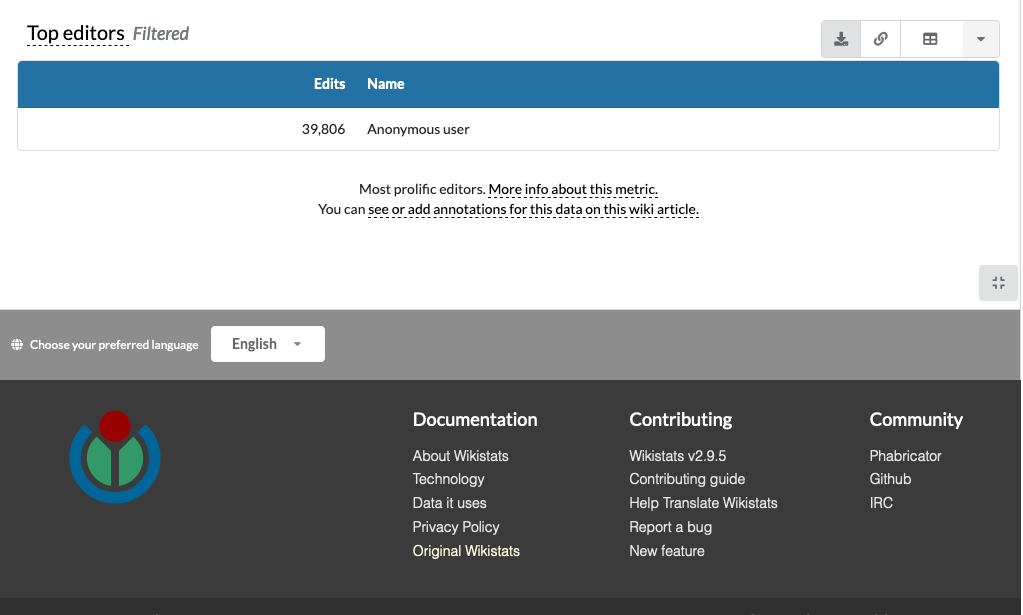 Top editors Filtered
Edits Name
39,806 Anonymous user
Most prolific editors. More info about this metric.
You can see or add annotations for this data on this wiki article.
Choose your preferred language English
Documentation
About Wikistats
Technology
Data it uses
Privacy Policy
Original Wikistats
Contributing
Wikistats v2.9.5
Contributing guide
Help Translate Wikistats
Report a bug
New feature
Community
Phabricator
Github
IRC